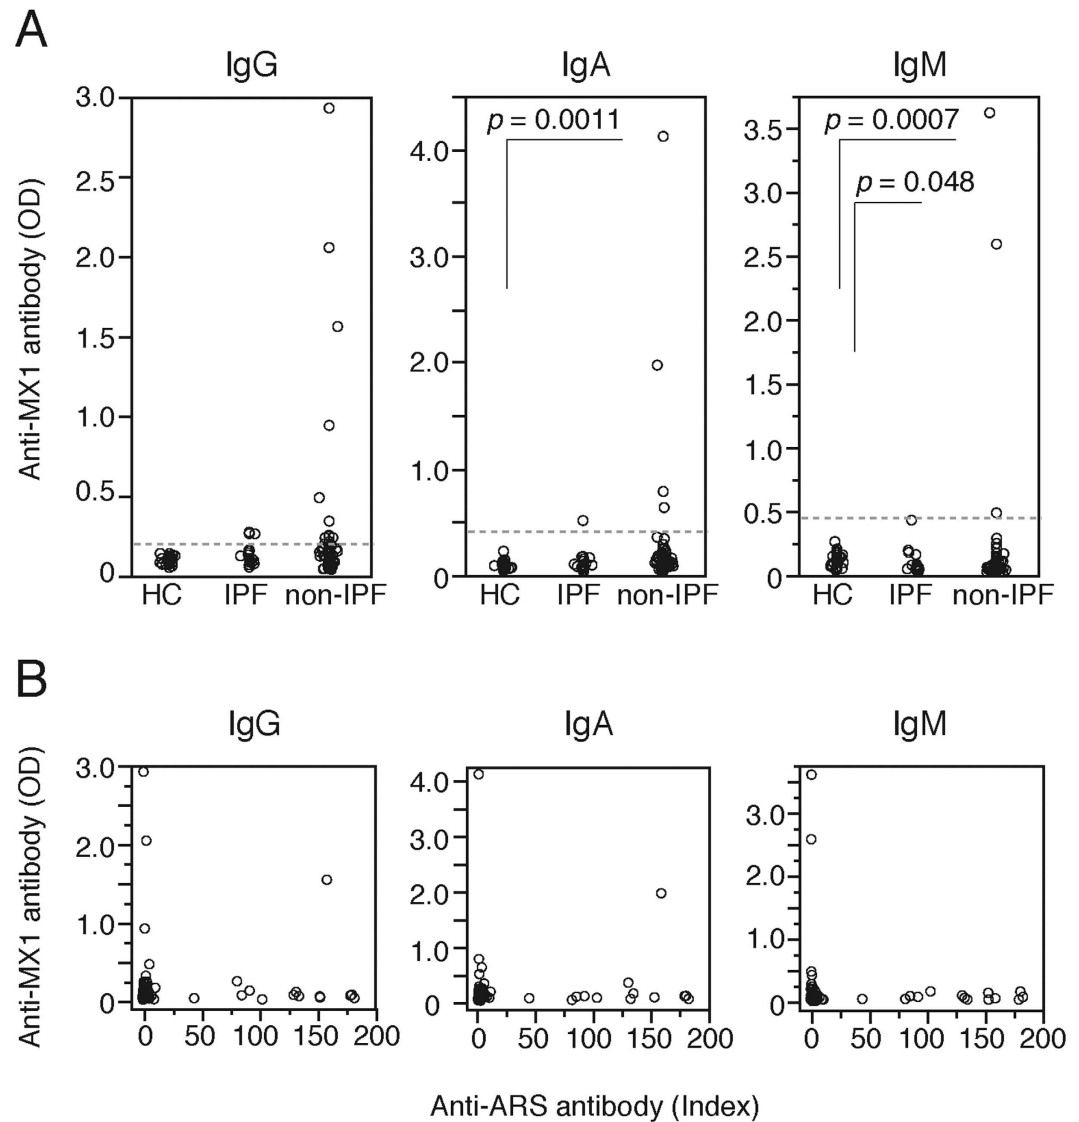 A
IgG
IgA
IgM
Anti-MX1 antibody (OD)
3.0
2.5
2.0
1.5
1.0
0.5
0
HC
IPF
non-IPF
p = 0.0011
4.0
3.0
2.0
1.0
0
HC
IPF
non-IPF
p = 0.0007
p = 0.048
3.5
3.0
2.5
2.0
1.5
1.0
0.5
0
HC
IPF
non-IPF
B
IgG
IgA
IgM
Anti-MX1 antibody (OD)
3.0
2.0
1.0
0
0 50 100 150 200
4.0
3.0
2.0
1.0
0
0 50 100 150 200
3.0
2.0
1.0
0
0 50 100 150 200
Anti-ARS antibody (Index)